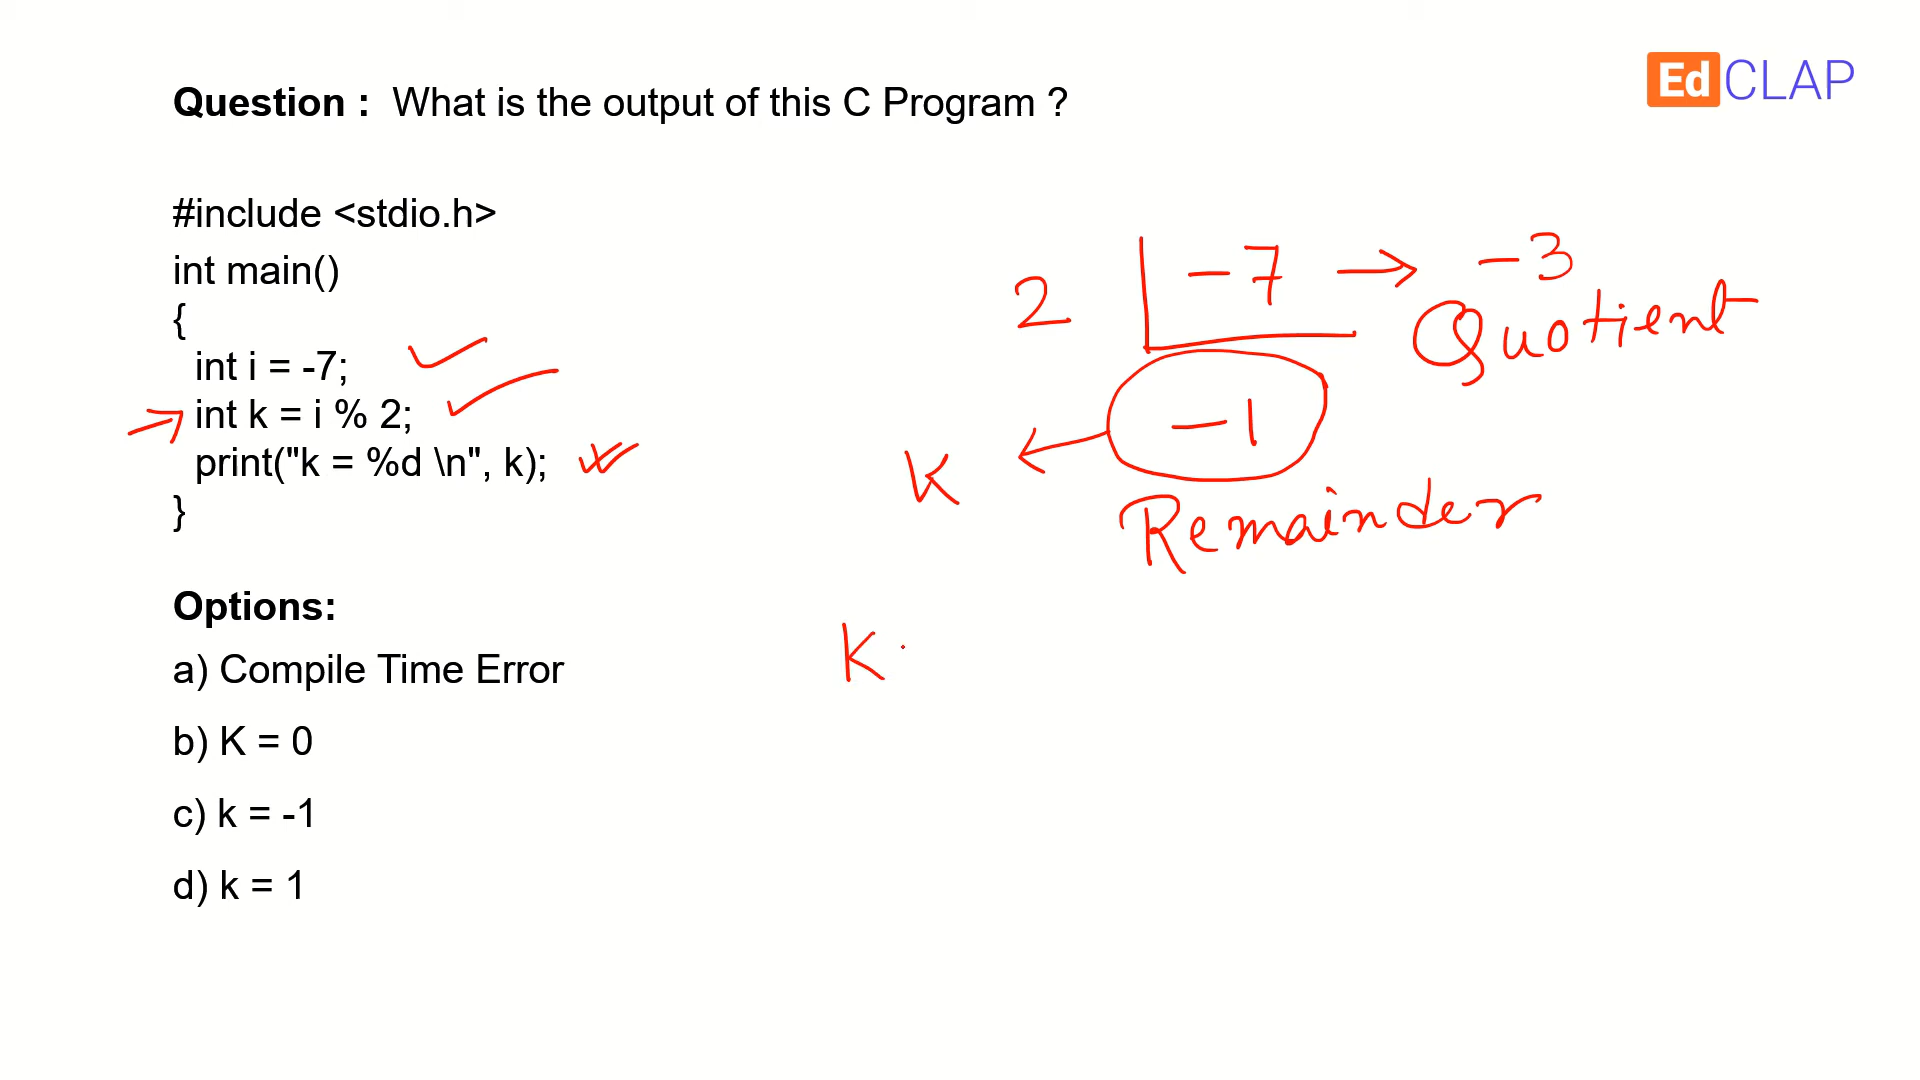 EdCLAP
Question : What is the output of this C Program ?
#include <stdio.h>
int main()
{
int i = -7;
int k = i % 2;
print("k = %d \n", k);
}
2 -7 → -3
Quotient
-1
K
Remainder
K
Options:
a) Compile Time Error
b) K = 0
c) k = -1
d) k = 1